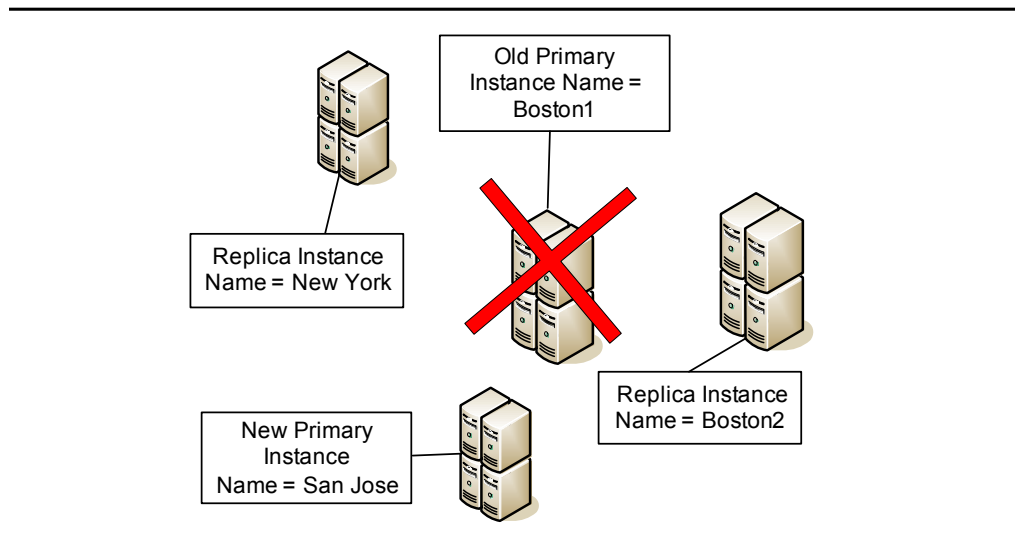 Old Primary
Instance Name =
Boston1
Replica Instance
Name = New York
Replica Instance
Name = Boston2
New Primary
Instance
Name = San Jose